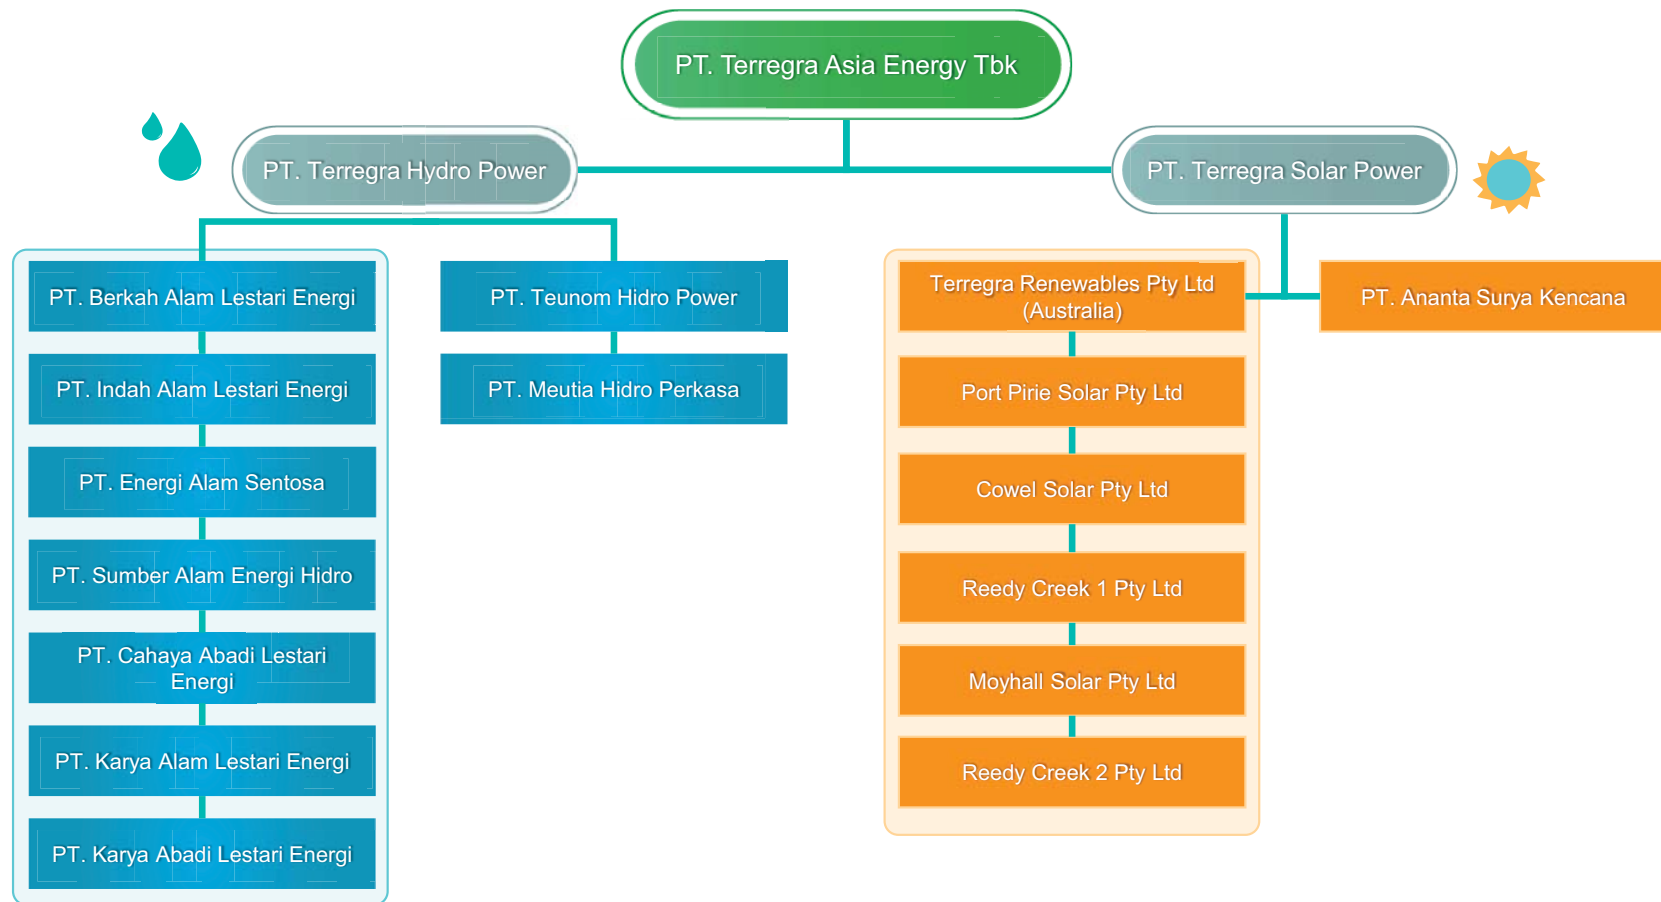 PT. Terregra Asia Energy Tbk
PT. Terregra Hydro Power
PT. Terregra Solar Power
PT. Berkah Alam Lestari Energi
PT. Indah Alam Lestari Energi
PT. Energi Alam Sentosa
PT. Sumber Alam Energi Hidro
PT. Cahaya Abadi Lestari
Energi
PT. Karya Alam Lestari Energi
PT. Karya Abadi Lestari Energi
PT. Teunom Hidro Power
PT. Meutia Hidro Perkasa
Terregra Renewables Pty Ltd
(Australia)
Port Pirie Solar Pty Ltd
Cowel Solar Pty Ltd
Reedy Creek 1 Pty Ltd
Moyhall Solar Pty Ltd
Reedy Creek 2 Pty Ltd
PT. Ananta Surya Kencana